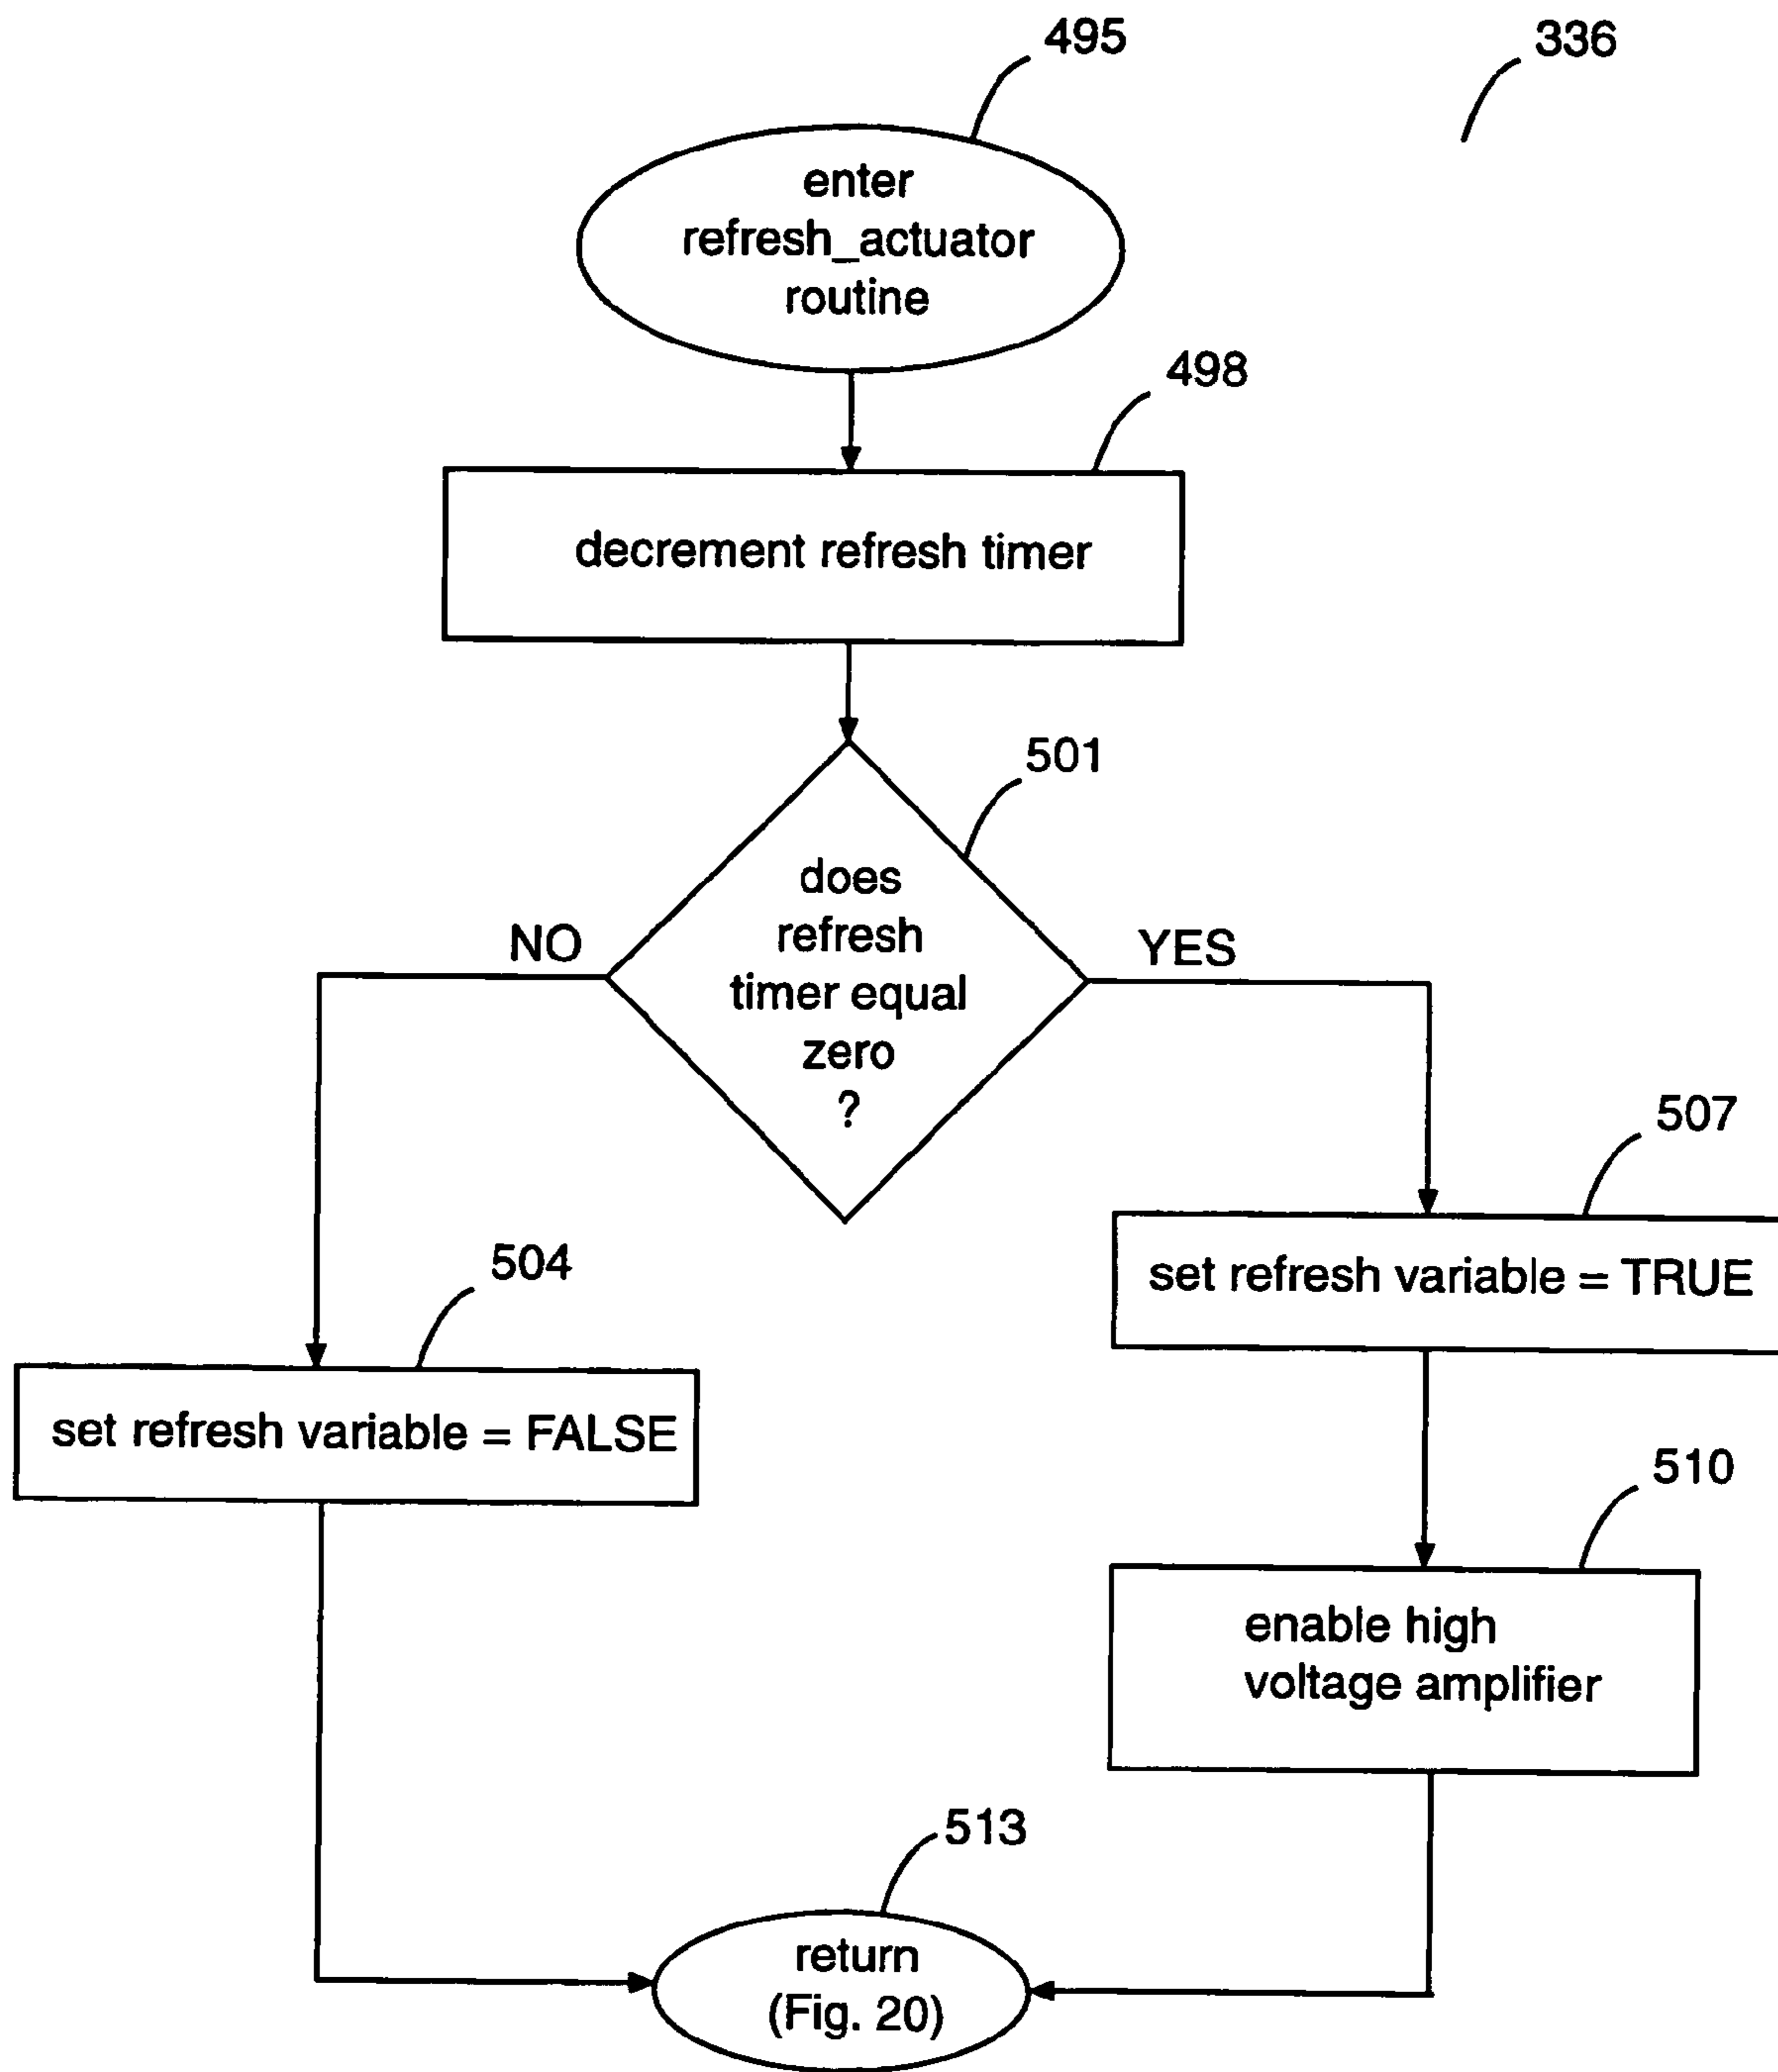 495
336
enter
refresh_actuator
routine
498
decrement refresh timer
501
does
refresh
timer equal
zero
?
NO
YES
507
set refresh variable = TRUE
504
set refresh variable = FALSE
510
enable high
voltage amplifier
513
return
(Fig. 20)